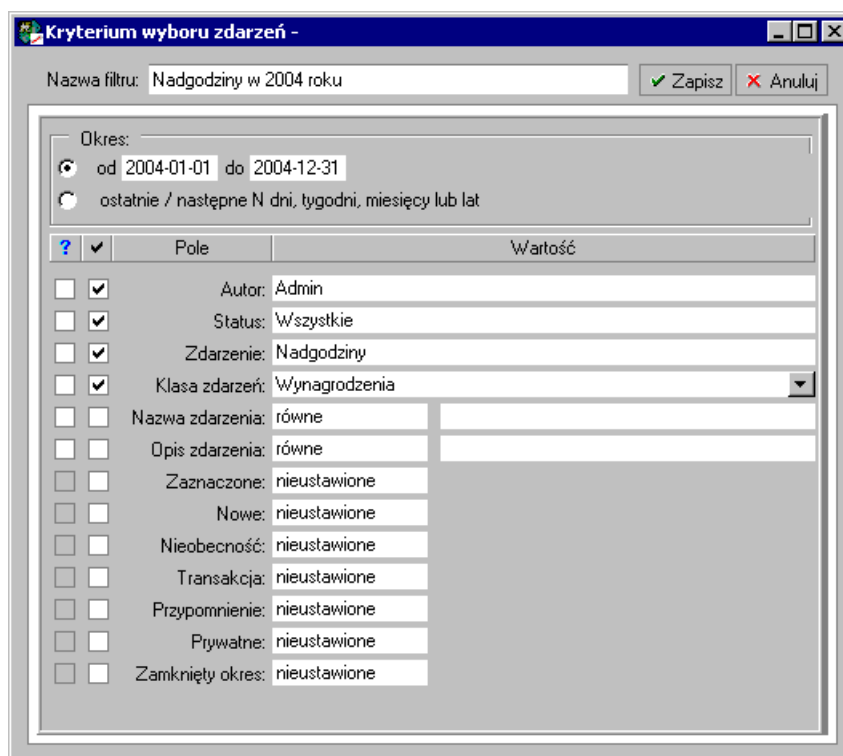 Kryterium wyboru zdarzeń -
Nazwa filtru: Nadgodziny w 2004 roku Zapisz Anuluj
Okres:
od 2004-01-01 do 2004-12-31
ostatnie / następne N dni, tygodni, miesięcy lub lat
? Pole Wartość
Autor: Admin
Status: Wszystkie
Zdarzenie: Nadgodziny
Klasa zdarzeń: Wynagrodzenia
Nazwa zdarzenia: równe
Opis zdarzenia: równe
Zaznaczone: nieustawione
Nowe: nieustawione
Nieobecność: nieustawione
Transakcja: nieustawione
Przypomnienie: nieustawione
Prywatne: nieustawione
Zamknięty okres: nieustawione